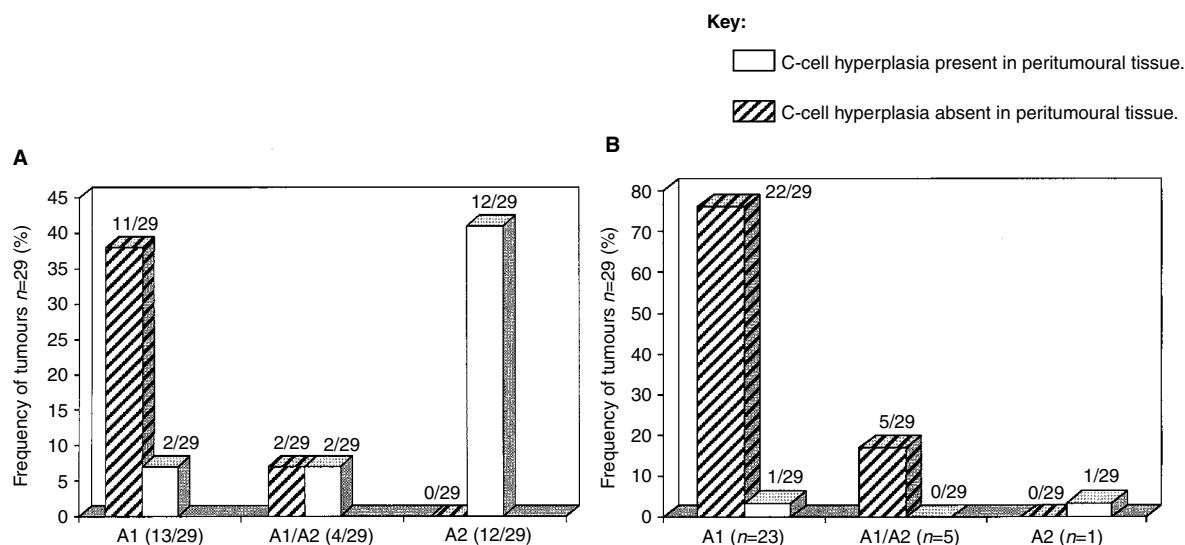 Key:
C-cell hyperplasia present in peritumoural tissue.
C-cell hyperplasia absent in peritumoural tissue.
A
Frequency of tumours n=29 (%)
45
40
35
30
25
20
15
10
5
0
11/29
2/29
2/29
2/29
0/29
12/29
A1 (13/29)
A1/A2 (4/29)
A2 (12/29)
B
Frequency of tumours n=29 (%)
80
70
60
50
40
30
20
10
0
22/29
1/29
5/29
0/29
0/29
1/29
A1 (n=23)
A1/A2 (n=5)
A2 (n=1)